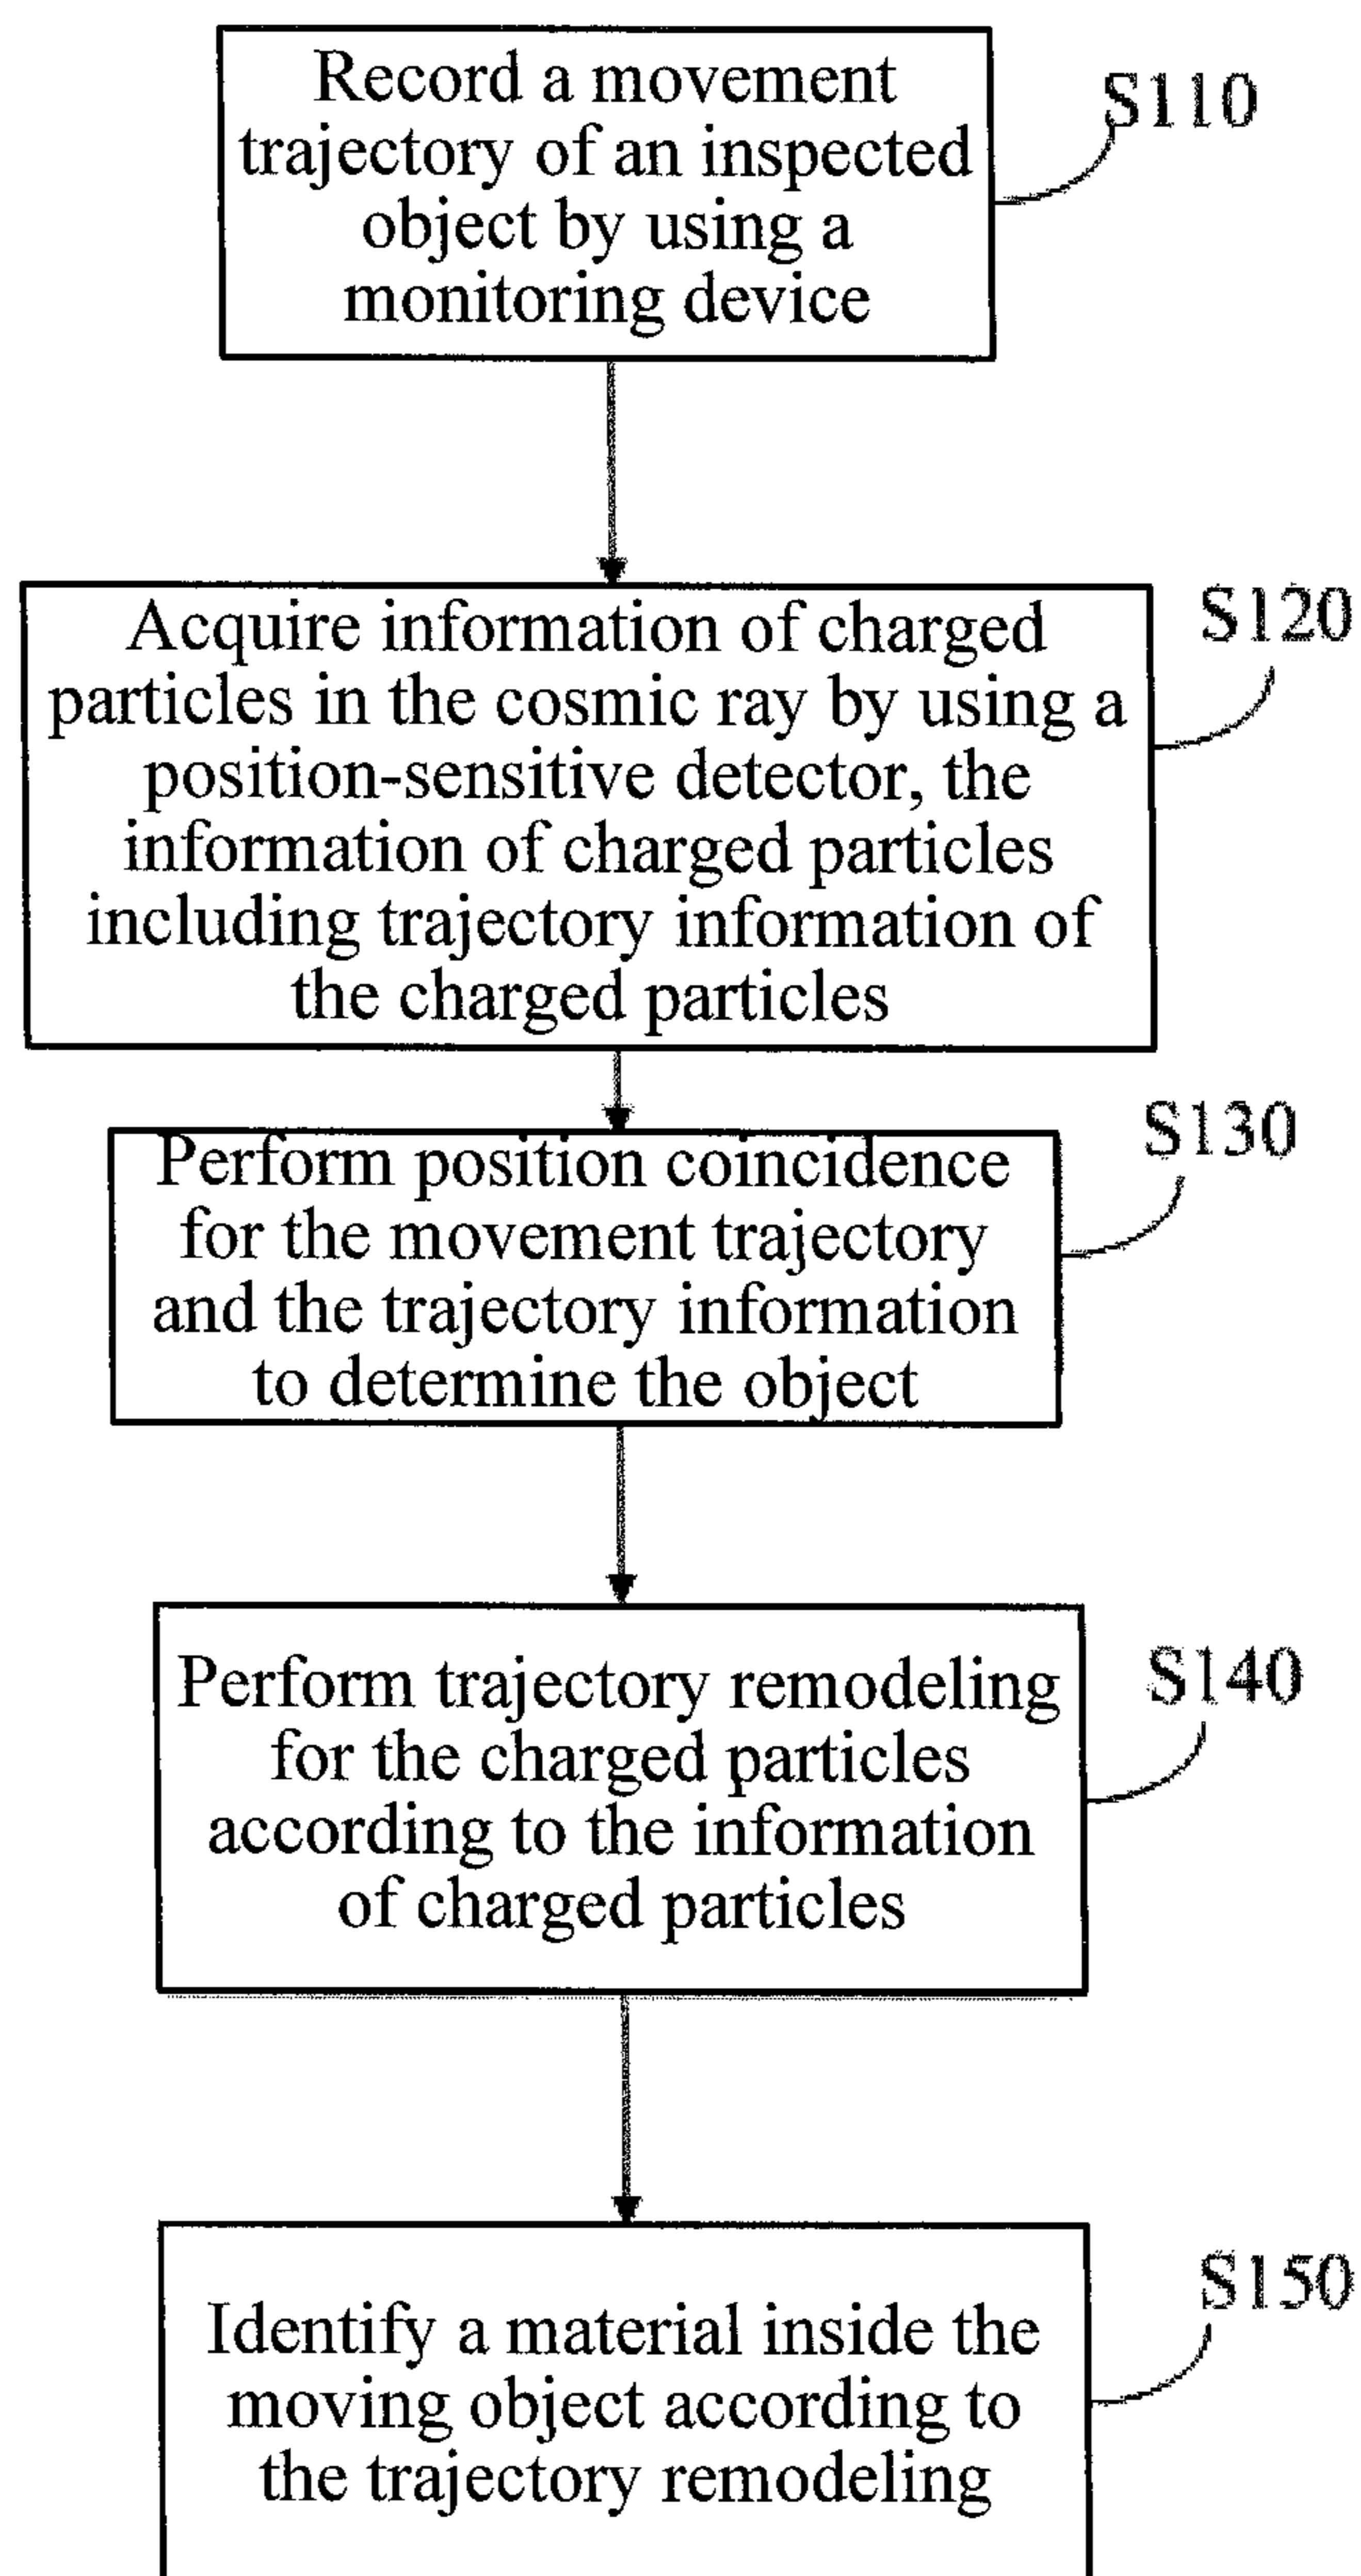 Record a movement
trajectory of an inspected
object by using a
monitoring device
S110
Acquire information of charged
particles in the cosmic ray by using a
position-sensitive detector, the
information of charged particles
including trajectory information of
the charged particles
S120
Perform position coincidence
for the movement trajectory
and the trajectory information
to determine the object
S130
Perform trajectory remodeling
for the charged particles
according to the information
of charged particles
S140
Identify a material inside the
moving object according to
the trajectory remodeling
S150